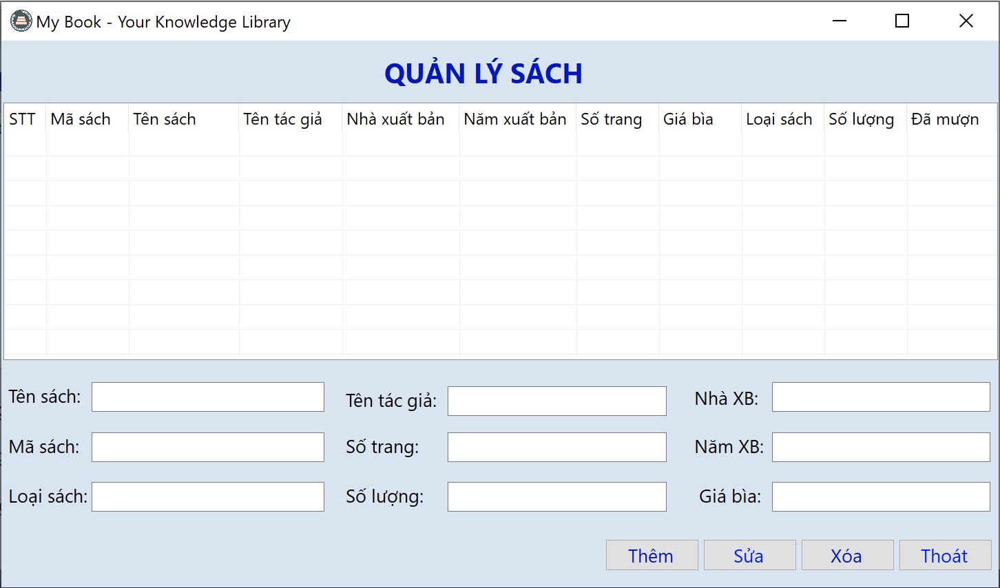 My Book - Your Knowledge Library
QUẢN LÝ SÁCH
STT Mã sách Tên sách Tên tác giả Nhà xuất bản Năm xuất bản Số trang Giá bìa Loại sách Số lượng Đã mượn
Tên sách: Tên tác giả: Nhà XB:
Mã sách: Số trang: Năm XB:
Loại sách: Số lượng: Giá bìa:
Thêm Sửa Xóa Thoát